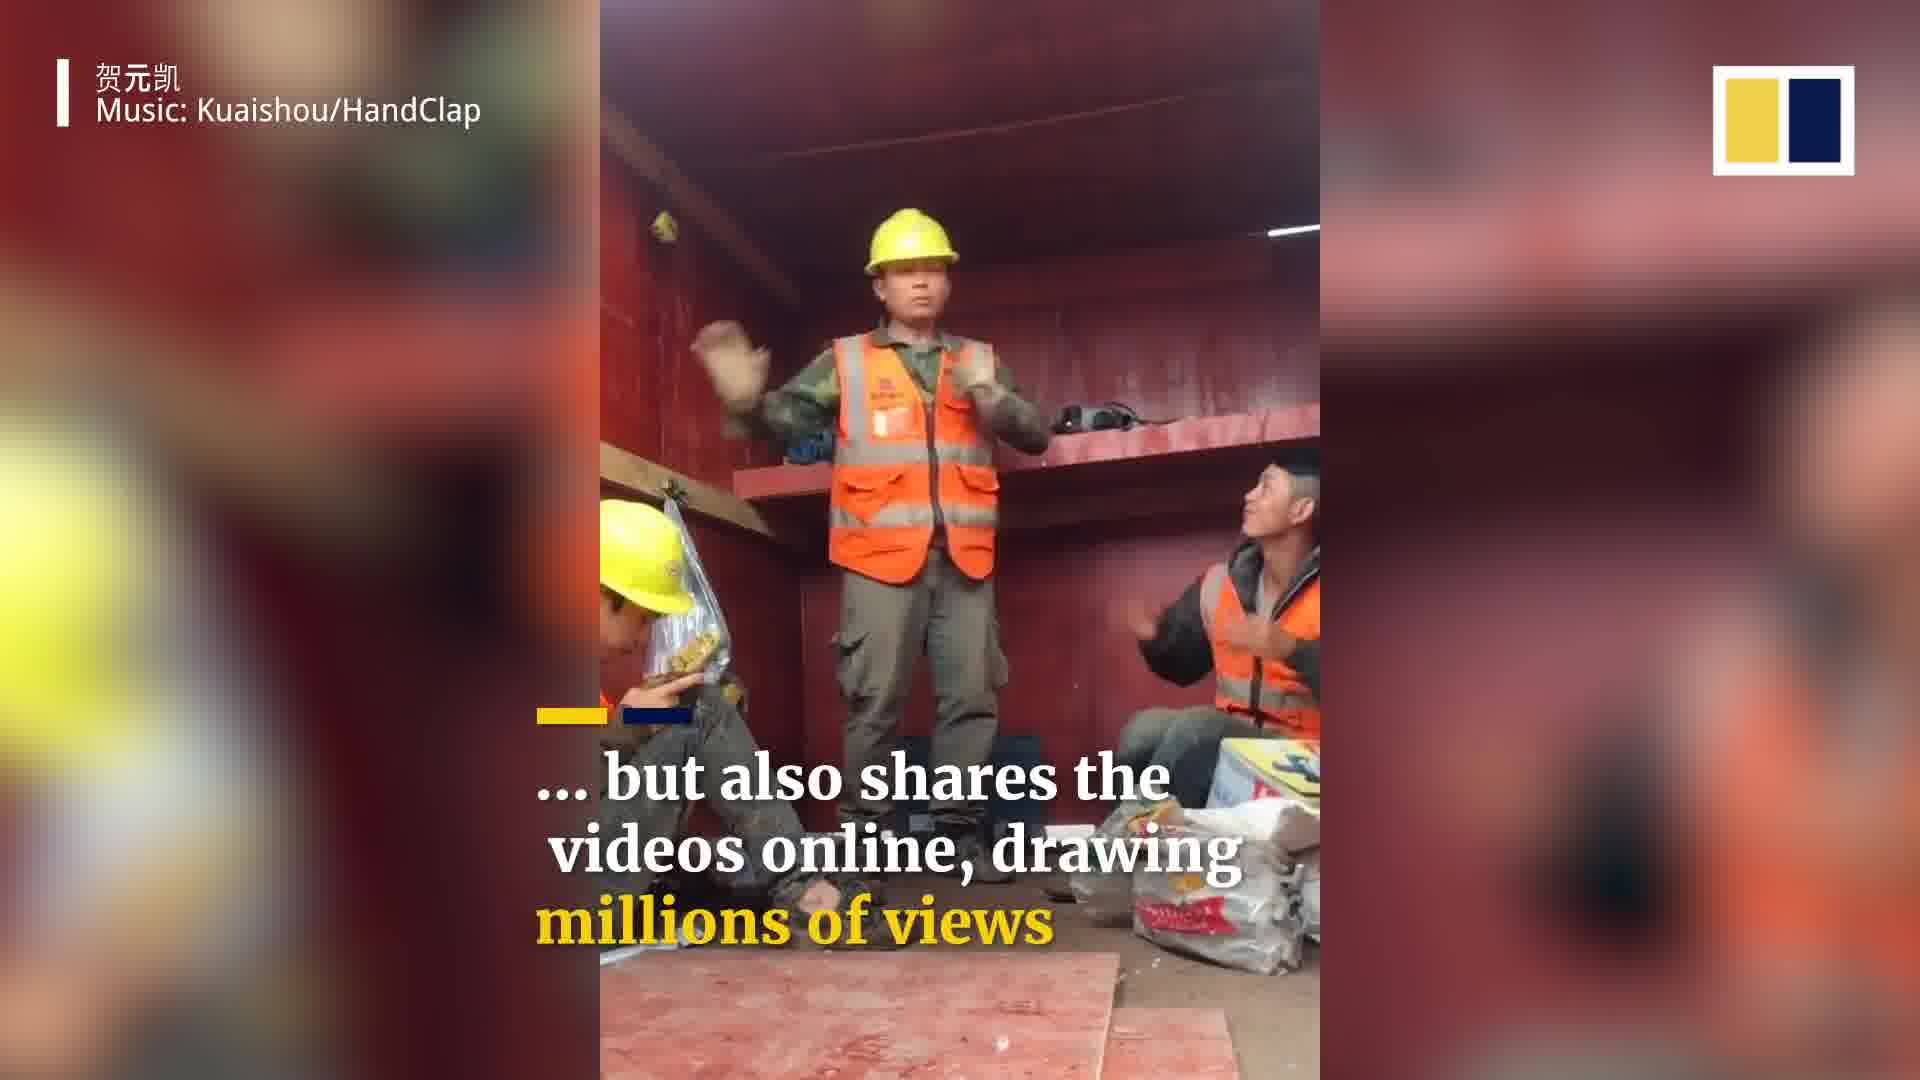 贺元凯
Music: Kuaishou/HandClap
... but also shares the
videos online, drawing
millions of views